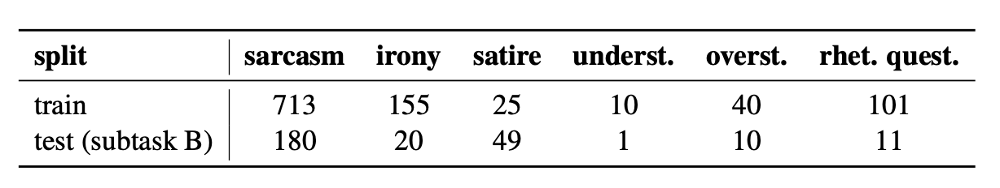 split sarcasm irony satire underst. overst. rhet. quest.
train 713 155 25 10 40 101
test (subtask B) 180 20 49 1 10 11